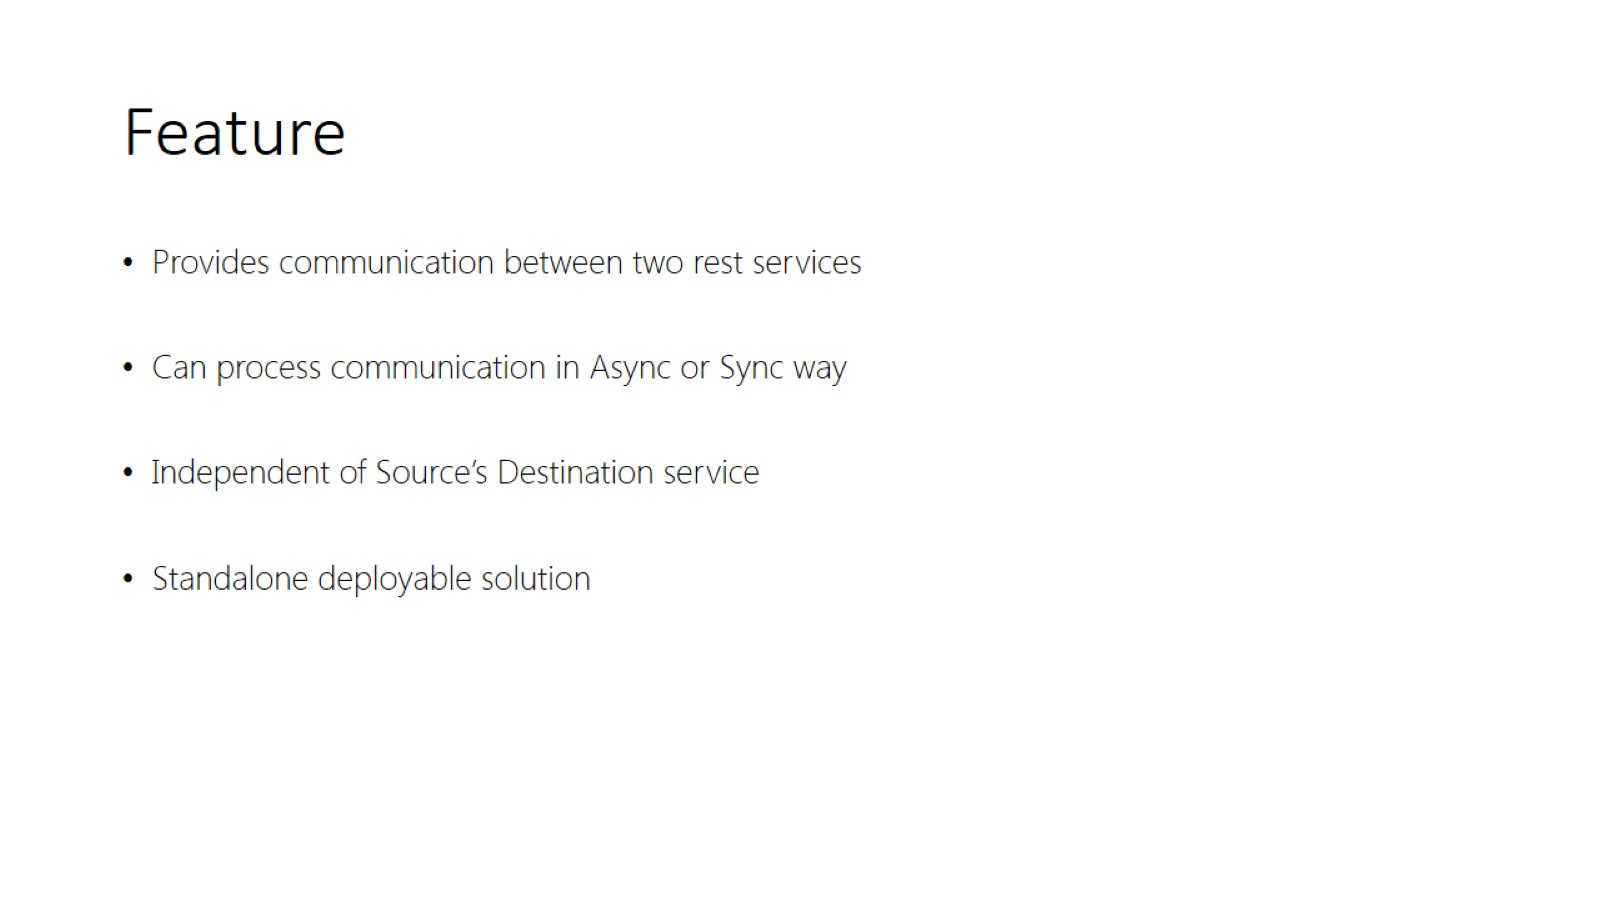 Feature
• Provides communication between two rest services
• Can process communication in Async or Sync way
• Independent of Source’s Destination service
• Standalone deployable solution